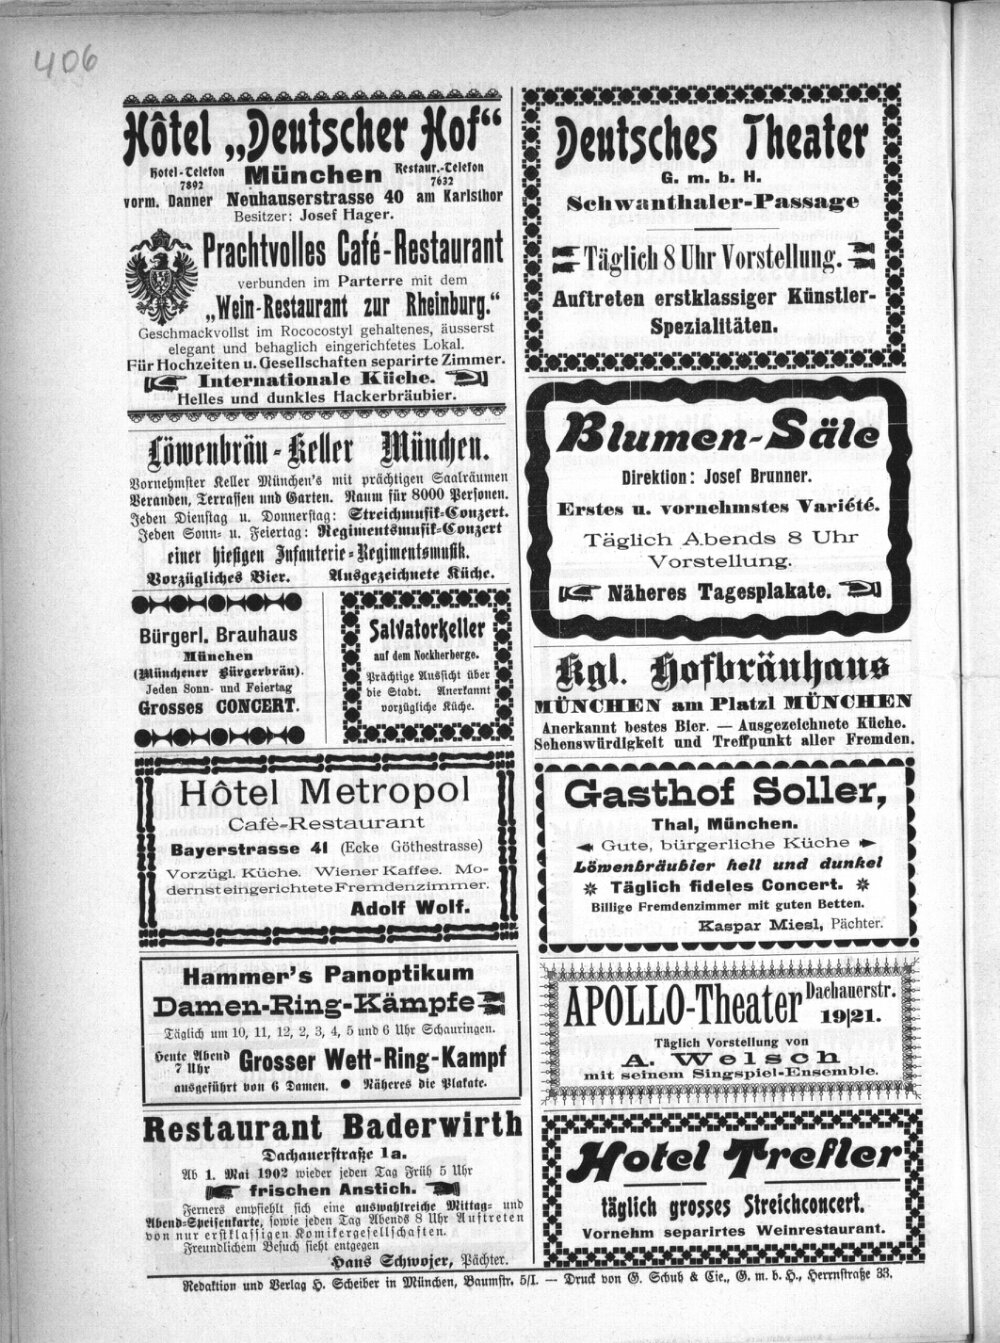 406
Hôtel „Deutscher Hof“
Hotel-Telefon 7892
München
Restaur.-Telefon 7632
vorm. Danner Neuhauserstrasse 40 am Karlsthor
Besitzer: Josef Hager.
Prachtvolles Café-Restaurant
verbunden im Parterre mit dem
„Wein-Restaurant zur Rheinburg.“
Geschmackvollst im Rococostyl gehaltenes, äusserst
elegant und behaglich eingerichtetes Lokal.
Für Hochzeiten u. Gesellschaften separirte Zimmer.
Internationale Küche.
Helles und dunkles Hackerbräubier.
Löwenbräu-Keller München.
Vornehmster Keller München's mit prächtigen Saalräumen
Veranden, Terrassen und Garten. Raum für 8000 Personen.
Jeden Dienstag u. Donnerstag: Streichmusik-Conzert.
Jeden Sonn- u. Feiertag: Regimentsmusik-Conzert
einer hiesigen Infanterie-Regimentsmusik.
Vorzügliches Bier. Ausgezeichnete Küche.
Bürgerl. Brauhaus
München
(Münchener Bürgerbräu).
Jeden Sonn- und Feiertag
Grosses CONCERT.
Salvatorkeller
auf dem Nockherberge.
Prächtige Aussicht über
die Stadt. Anerkannt
vorzügliche Küche.
Hôtel Metropol
Cafè-Restaurant
Bayerstrasse 41 (Ecke Göthestrasse)
Vorzügl. Küche. Wiener Kaffee. Mo-
dernst eingerichtete Fremdenzimmer.
Adolf Wolf.
Hammer's Panoptikum
Damen-Ring-Kämpfe
Täglich um 10, 11, 12, 2, 3, 4, 5 und 6 Uhr Schauringen.
Heute Abend 7 Uhr Grosser Wett-Ring-Kampf
ausgeführt von 6 Damen. ● Näheres die Plakate.
Restaurant Baderwirth
Dachauerstraße 1a.
Ab 1. Mai 1902 wieder jeden Tag Früh 5 Uhr
frischen Anstich.
Ferners empfiehlt sich eine auswahlreiche Mittag- und
Abend-Speisenkarte, sowie jeden Tag Abends 8 Uhr Auftreten
von nur erstklassigen Komikergesellschaften.
Freundlichem Besuch sieht entgegen
Hans Schwojer, Pächter.
Deutsches Theater
G. m. b. H.
Schwanthaler-Passage
Täglich 8 Uhr Vorstellung.
Auftreten erstklassiger Künstler-
Spezialitäten.
Blumen-Säle
Direktion: Josef Brunner.
Erstes u. vornehmstes Variété.
Täglich Abends 8 Uhr
Vorstellung.
Näheres Tagesplakate.
Kgl. Hofbräuhaus
MÜNCHEN am Platzl MÜNCHEN
Anerkannt bestes Bier. — Ausgezeichnete Küche.
Sehenswürdigkeit und Treffpunkt aller Fremden.
Gasthof Soller,
Thal, München.
Gute, bürgerliche Küche
Löwenbräubier hell und dunkel
Täglich fideles Concert.
Billige Fremdenzimmer mit guten Betten.
Kaspar Miesl, Pächter.
APOLLO-Theater Dachauerstr. 19|21.
Täglich Vorstellung von
A. Welsch
mit seinem Singspiel-Ensemble.
Hotel Trefler
täglich grosses Streichconcert.
Vornehm separirtes Weinrestaurant.
Redaktion und Verlag H. Scheiber in München, Baumstr. 5/I. — Druck von G. Schuh & Cie., G. m. b. H., Herrnstraße 33.